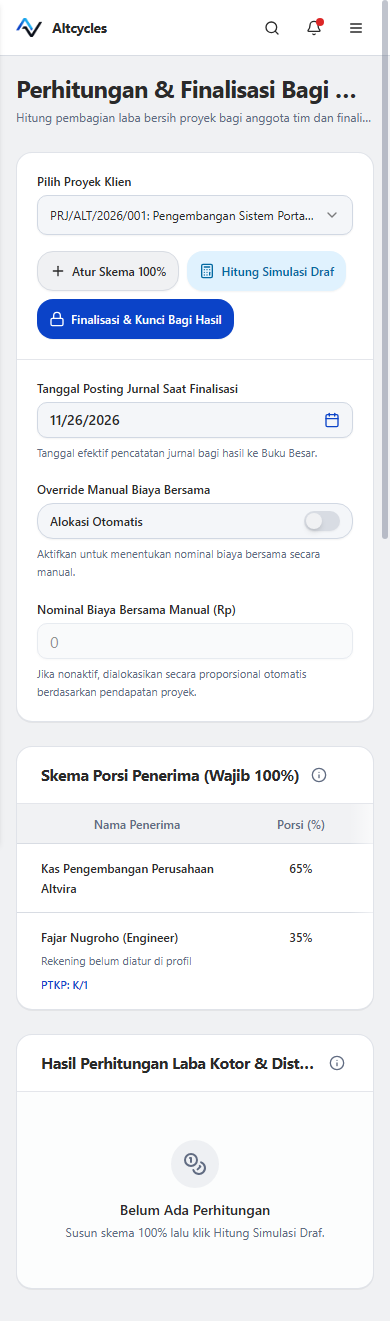 Altcycles
Perhitungan & Finalisasi Bagi ...
Hitung pembagian laba bersih proyek bagi anggota tim dan finali...
Pilih Proyek Klien
PRJ/ALT/2026/001: Pengembangan Sistem Porta...
Atur Skema 100%
Hitung Simulasi Draf
Finalisasi & Kunci Bagi Hasil
Tanggal Posting Jurnal Saat Finalisasi
11/26/2026
Tanggal efektif pencatatan jurnal bagi hasil ke Buku Besar.
Override Manual Biaya Bersama
Alokasi Otomatis
Aktifkan untuk menentukan nominal biaya bersama secara
manual.
Nominal Biaya Bersama Manual (Rp)
0
Jika nonaktif, dialokasikan secara proporsional otomatis
berdasarkan pendapatan proyek.
Skema Porsi Penerima (Wajib 100%)
Nama Penerima Porsi (%)
Kas Pengembangan Perusahaan 65%
Altvira
Fajar Nugroho (Engineer) 35%
Rekening belum diatur di profil
PTKP: K/1
Hasil Perhitungan Laba Kotor & Dist...
Belum Ada Perhitungan
Susun skema 100% lalu klik Hitung Simulasi Draf.